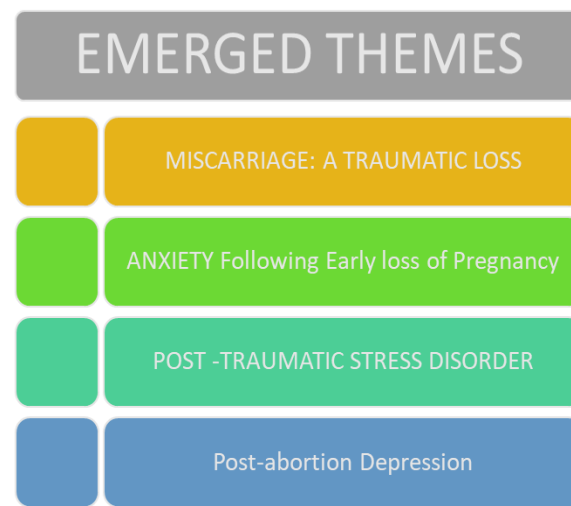 EMERGED THEMES
MISCARRIAGE: A TRAUMATIC LOSS
ANXIETY Following Early loss of Pregnancy
POST -TRAUMATIC STRESS DISORDER
Post-abortion Depression